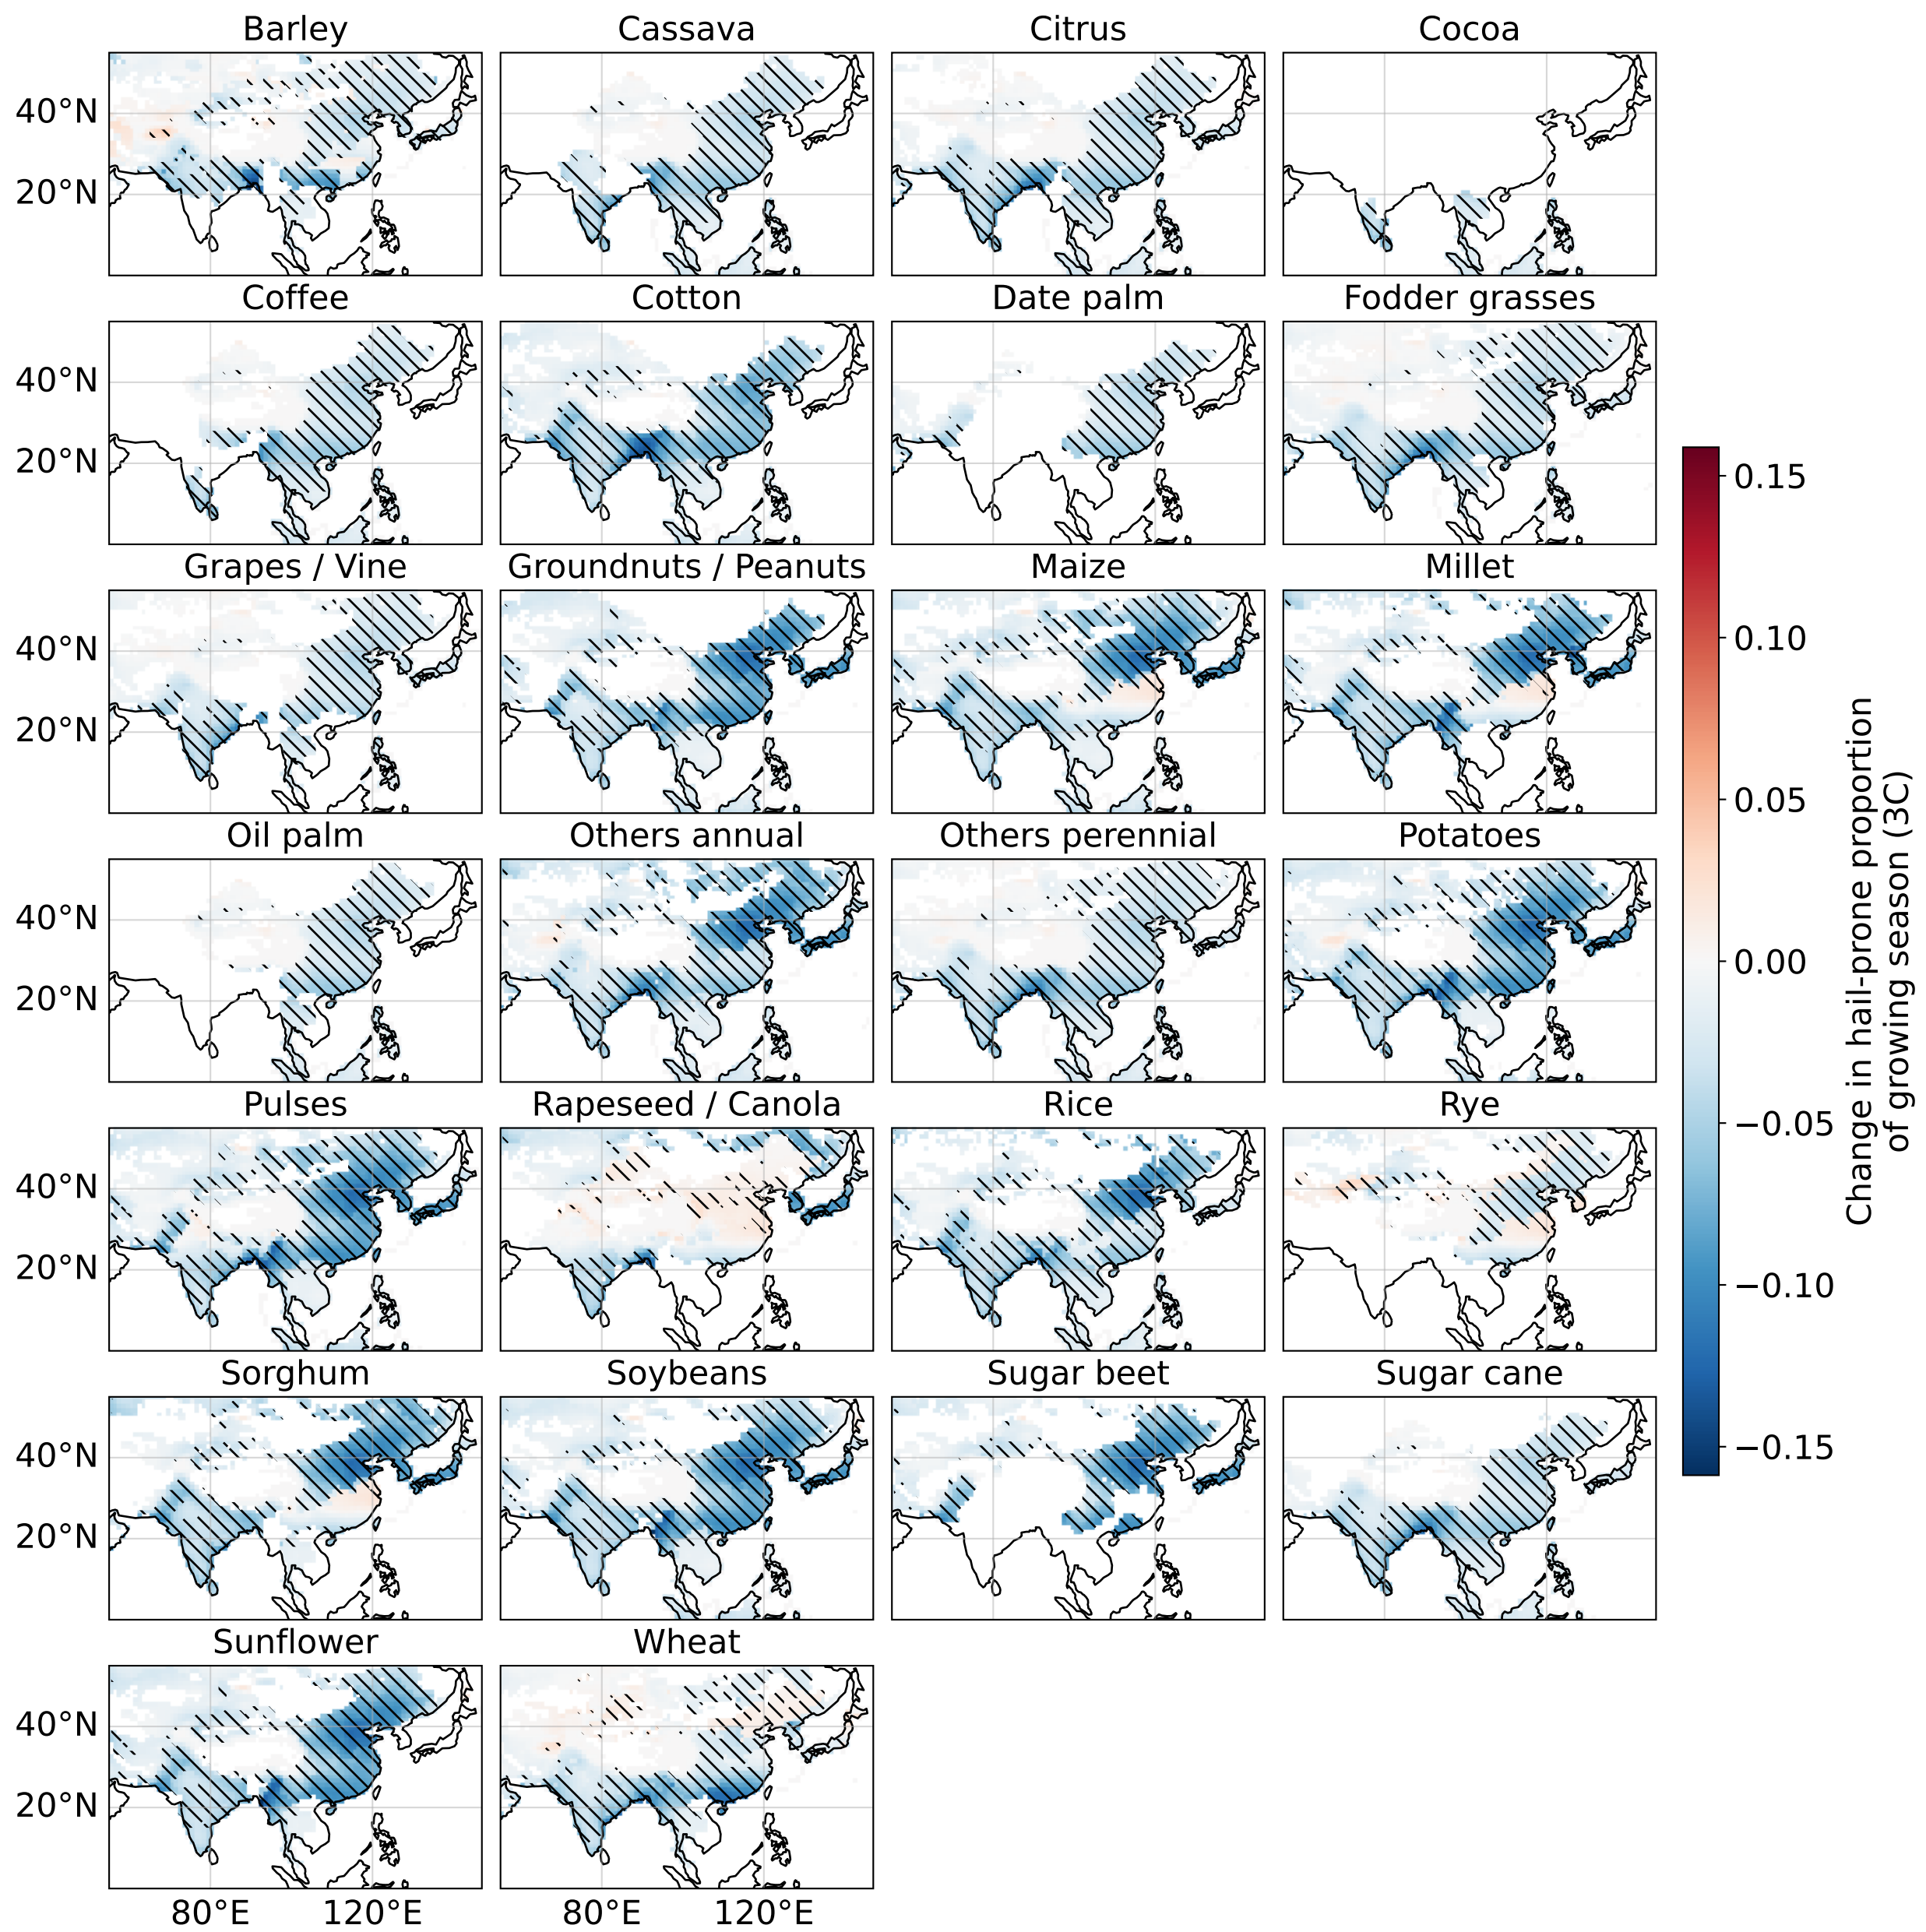 Barley
Cassava
Citrus
Cocoa
40°N
20°N
Coffee
Cotton
Date palm
Fodder grasses
40°N
20°N
Grapes / Vine
Groundnuts / Peanuts
Maize
Millet
40°N
20°N
Oil palm
Others annual
Others perennial
Potatoes
40°N
20°N
Pulses
Rapeseed / Canola
Rice
Rye
40°N
20°N
Sorghum
Soybeans
Sugar beet
Sugar cane
40°N
20°N
Sunflower
Wheat
40°N
20°N
80°E
120°E
80°E
120°E
0.15
0.10
0.05
0.00
−0.05
−0.10
−0.15
Change in hail-prone proportion
of growing season (3C)